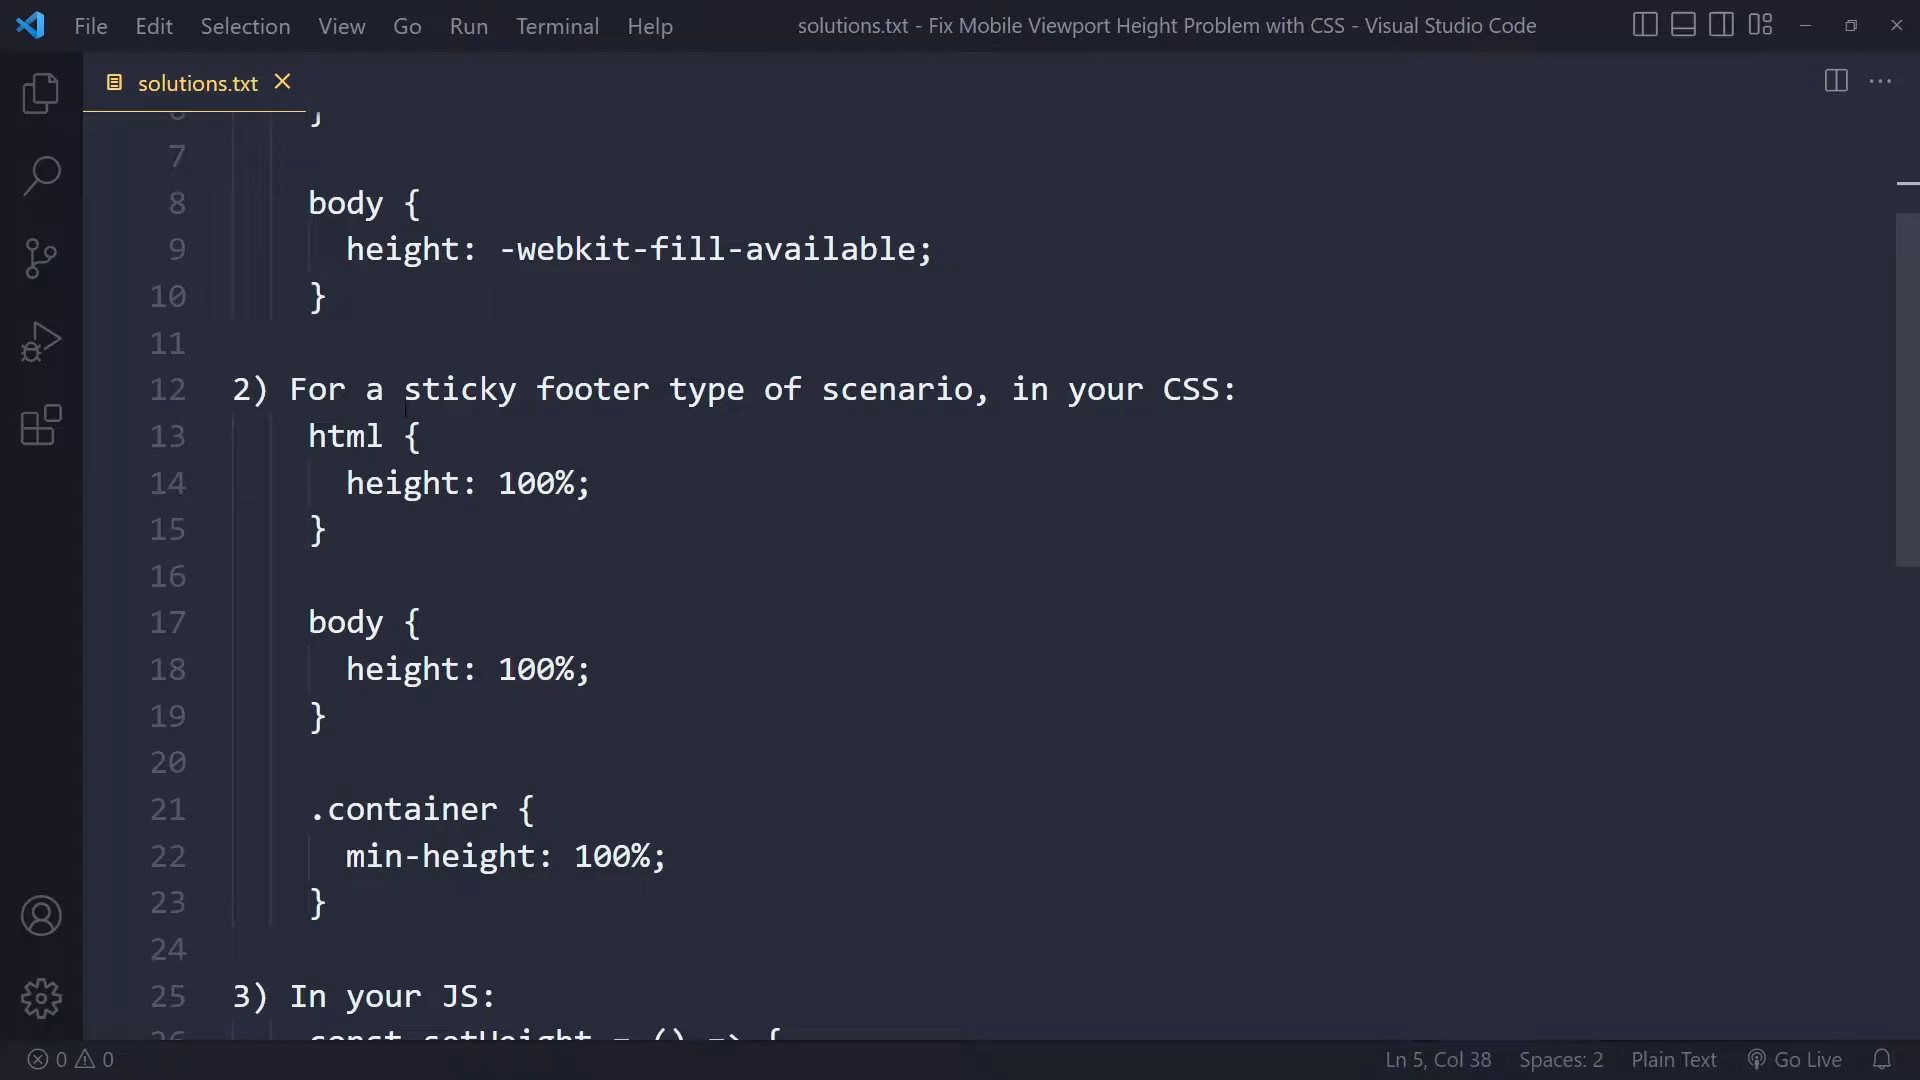 File Edit Selection View Go Run Terminal Help solutions.txt - Fix Mobile Viewport Height Problem with CSS - Visual Studio Code
solutions.txt
6 }
7
8 body {
9 height: -webkit-fill-available;
10 }
11
12 2) For a sticky footer type of scenario, in your CSS:
13 html {
14 height: 100%;
15 }
16
17 body {
18 height: 100%;
19 }
20
21 .container {
22 min-height: 100%;
23 }
24
25 3) In your JS:
26 const setHeight = () => {
0 0 Ln 5, Col 38 Spaces: 2 Plain Text Go Live